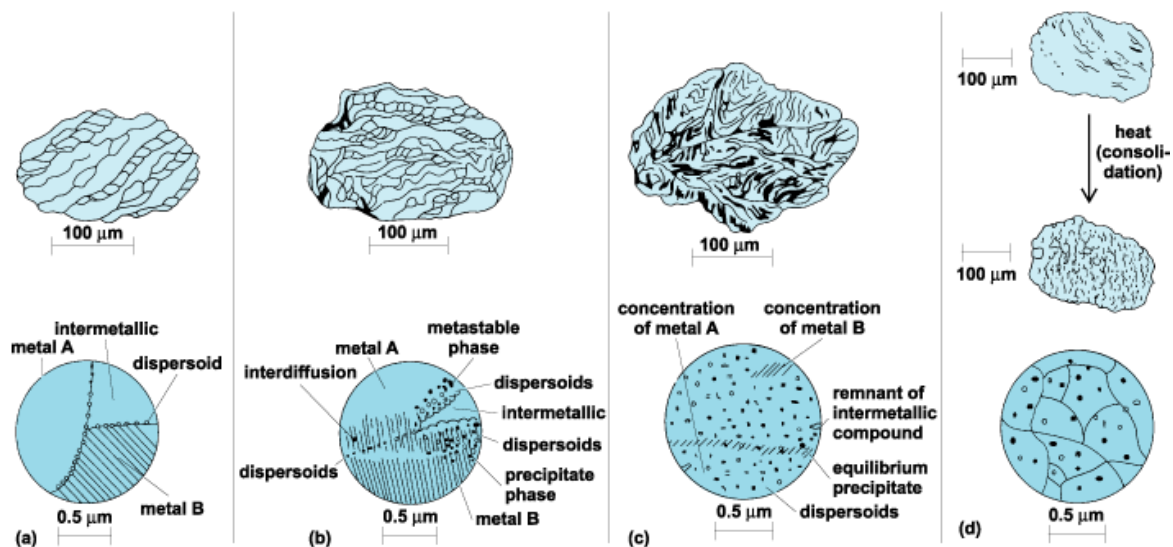 100 μm
intermetallic
metal A
dispersoid
metal B
(a)
0.5 μm
100 μm
metastable
phase
metal A
interdiffusion
dispersoids
intermetallic
dispersoids
dispersoids
precipitate
phase
metal B
(b)
0.5 μm
100 μm
concentration
of metal A
concentration
of metal B
remnant of
intermetallic
compound
equilibrium
precipitate
dispersoids
(c)
0.5 μm
100 μm
heat
(consoli-
dation)
100 μm
(d)
0.5 μm